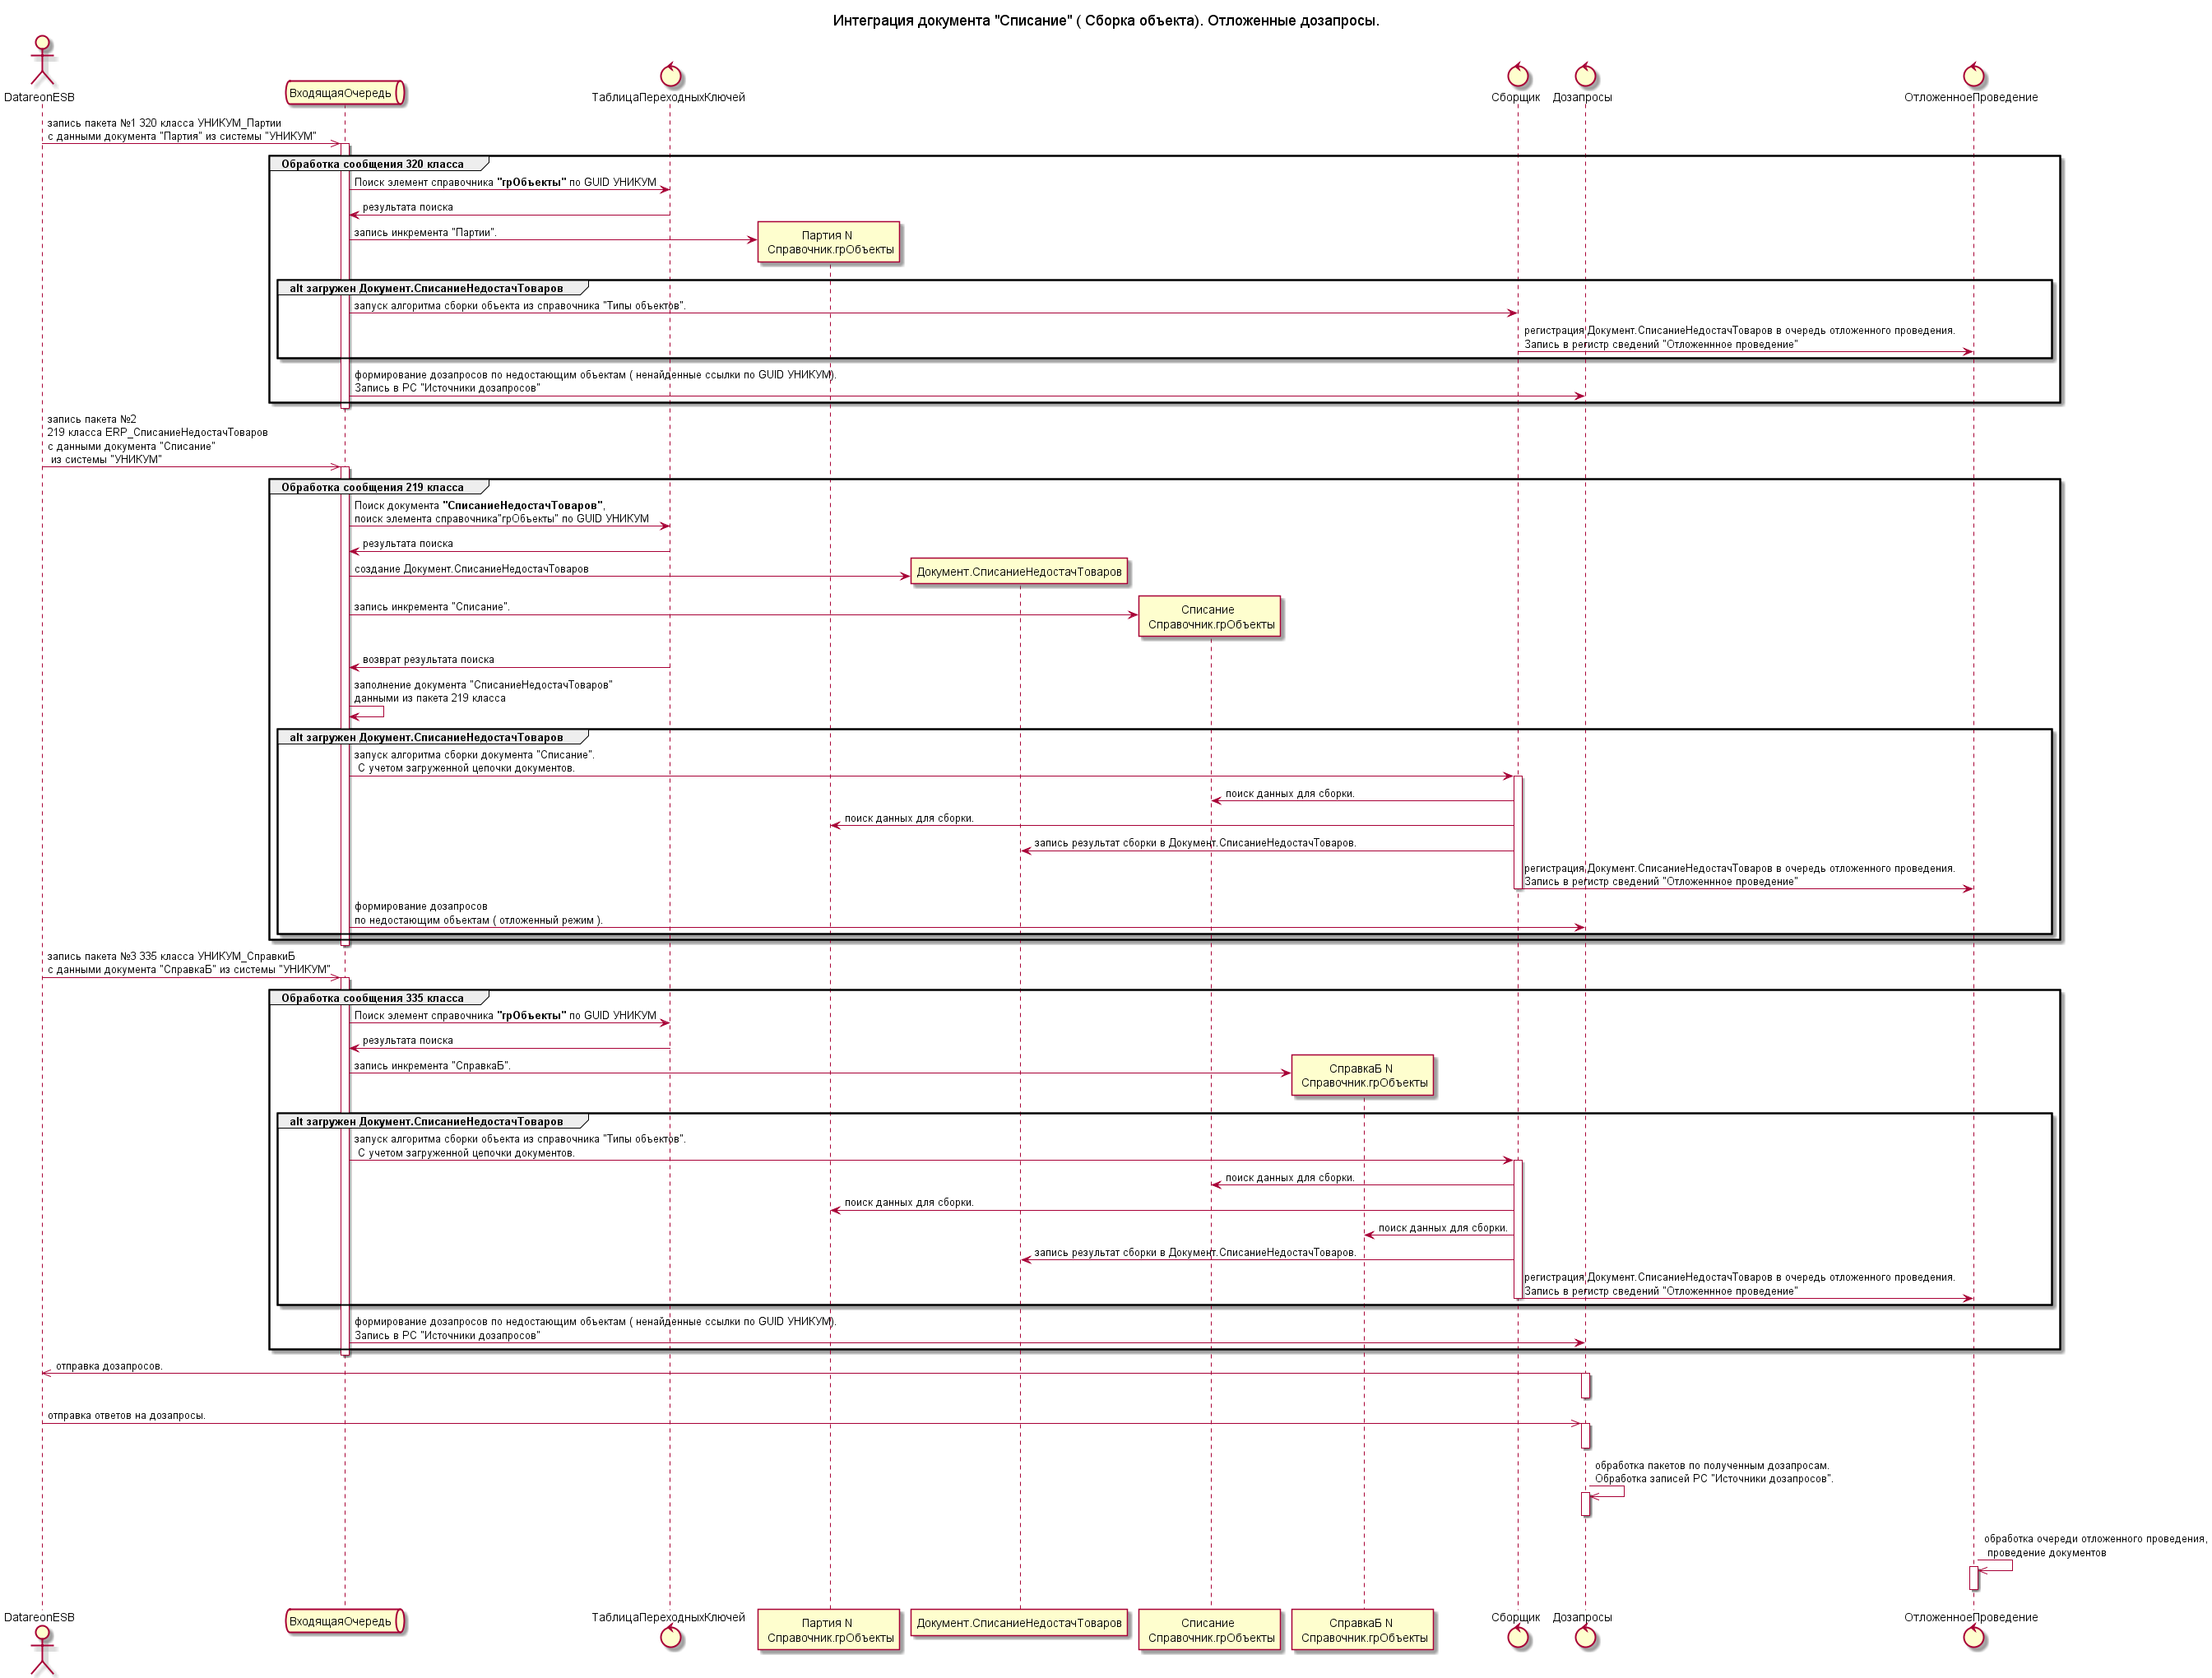 Интеграция документа "Списание" ( Сборка объекта). Отложенные дозапросы.
DatareonESB
ВходящаяОчередь
ТаблицаПереходныхКлючей
Сборщик
Дозапросы
ОтложенноеПроведение
запись пакета №1 320 класса УНИКУМ_Партии
с данными документа "Партия" из системы "УНИКУМ"
Обработка сообщения 320 класса
Поиск элемент справочника "грОбъекты" по GUID УНИКУМ
результата поиска
запись инкремента "Партии".
Партия N
Справочник.грОбъекты
alt загружен Документ.СписаниеНедостачТоваров
запуск алгоритма сборки объекта из справочника "Типы объектов".
регистрация Документ.СписаниеНедостачТоваров в очередь отложенного проведения.
Запись в регистр сведений "Отложеннное проведение"
формирование дозапросов по недостающим объектам ( ненайденные ссылки по GUID УНИКУМ).
Запись в РС "Источники дозапросов"
запись пакета №2
219 класса ERP_СписаниеНедостачТоваров
с данными документа "Списание"
из системы "УНИКУМ"
Обработка сообщения 219 класса
Поиск документа "СписаниеНедостачТоваров",
поиск элемента справочника"грОбъекты" по GUID УНИКУМ
результата поиска
создание Документ.СписаниеНедостачТоваров
Документ.СписаниеНедостачТоваров
запись инкремента "Списание".
Списание
Справочник.грОбъекты
возврат результата поиска
заполнение документа "СписаниеНедостачТоваров"
данными из пакета 219 класса
alt загружен Документ.СписаниеНедостачТоваров
запуск алгоритма сборки документа "Списание".
С учетом загруженной цепочки документов.
поиск данных для сборки.
поиск данных для сборки.
запись результат сборки в Документ.СписаниеНедостачТоваров.
регистрация Документ.СписаниеНедостачТоваров в очередь отложенного проведения.
Запись в регистр сведений "Отложеннное проведение"
формирование дозапросов
по недостающим объектам ( отложенный режим ).
запись пакета №3 335 класса УНИКУМ_СправкиБ
с данными документа "СправкаБ" из системы "УНИКУМ"
Обработка сообщения 335 класса
Поиск элемент справочника "грОбъекты" по GUID УНИКУМ
результата поиска
запись инкремента "СправкаБ".
СправкаБ N
Справочник.грОбъекты
alt загружен Документ.СписаниеНедостачТоваров
запуск алгоритма сборки объекта из справочника "Типы объектов".
С учетом загруженной цепочки документов.
поиск данных для сборки.
поиск данных для сборки.
поиск данных для сборки.
запись результат сборки в Документ.СписаниеНедостачТоваров.
регистрация Документ.СписаниеНедостачТоваров в очередь отложенного проведения.
Запись в регистр сведений "Отложеннное проведение"
формирование дозапросов по недостающим объектам ( ненайденные ссылки по GUID УНИКУМ).
Запись в РС "Источники дозапросов"
отправка дозапросов.
отправка ответов на дозапросы.
обработка пакетов по полученным дозапросам.
Обработка записей РС "Источники дозапросов".
обработка очереди отложенного проведения,
проведение документов
DatareonESB
ВходящаяОчередь
ТаблицаПереходныхКлючей
Партия N
Справочник.грОбъекты
Документ.СписаниеНедостачТоваров
Списание
Справочник.грОбъекты
СправкаБ N
Справочник.грОбъекты
Сборщик
Дозапросы
ОтложенноеПроведение